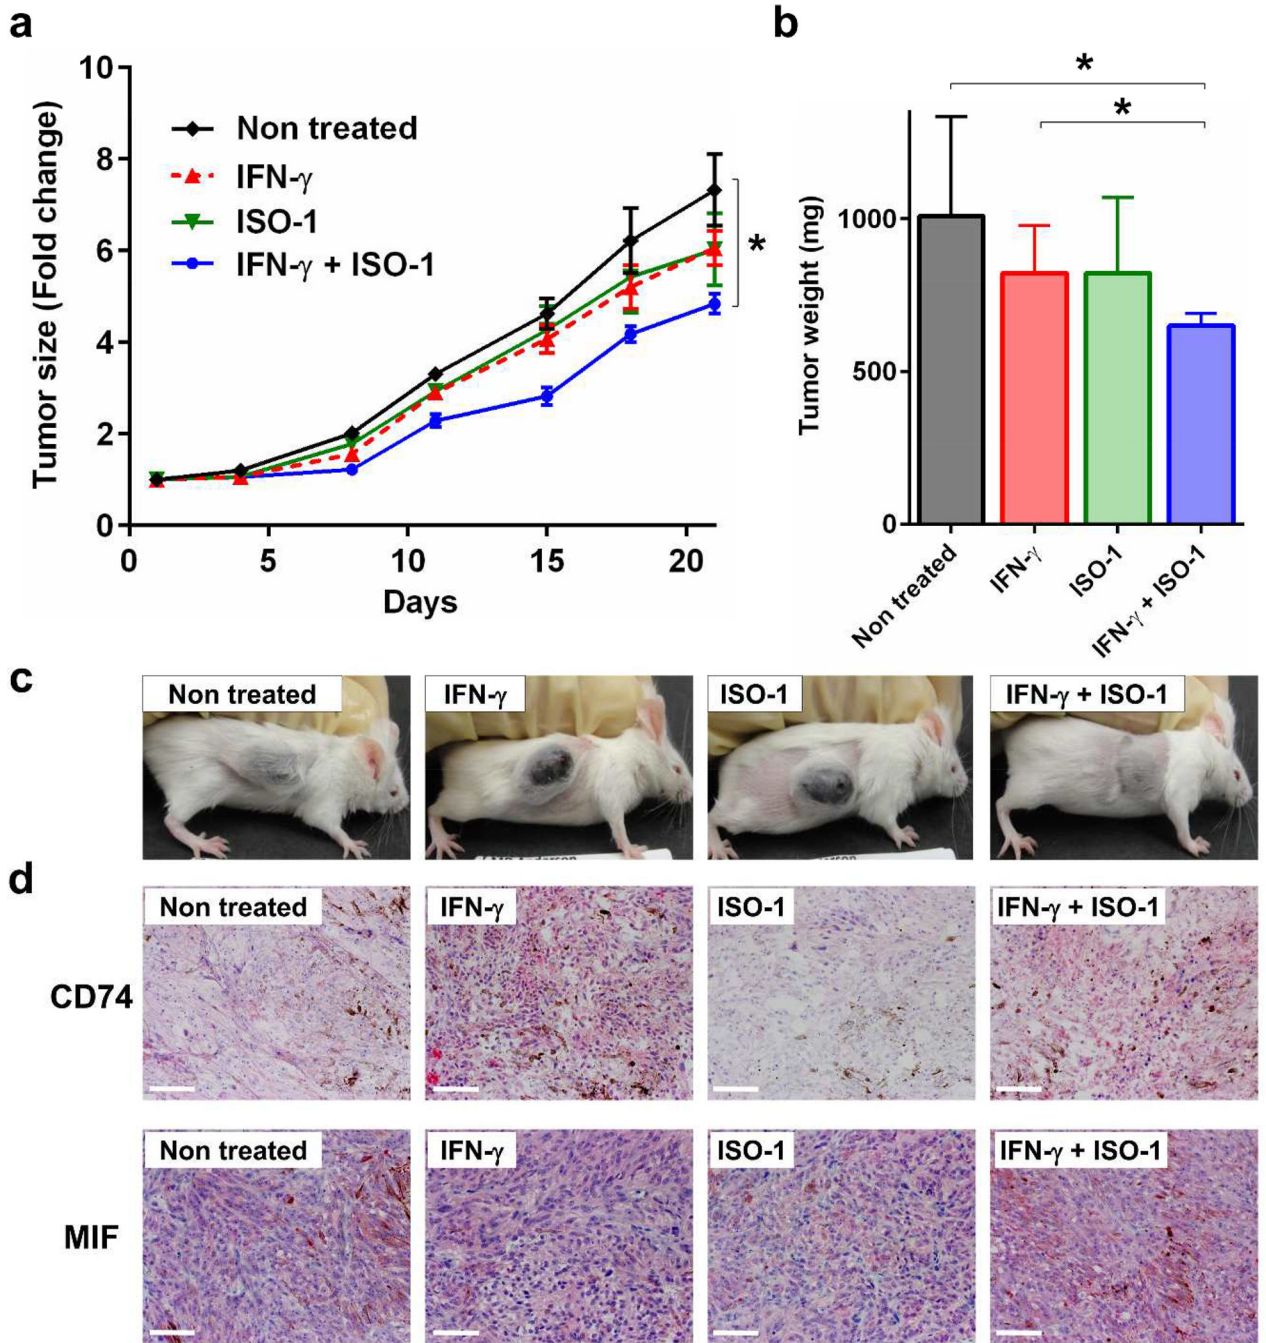 a
10
8
6
4
2
0
Tumor size (Fold change)
Non treated
IFN-γ
ISO-1
IFN-γ + ISO-1
*
0 5 10 15 20
Days
b
*
*
Tumor weight (mg)
1000
500
0
Non treated
IFN-γ
ISO-1
IFN-γ + ISO-1
c
Non treated IFN-γ ISO-1 IFN-γ + ISO-1
d
CD74
Non treated IFN-γ ISO-1 IFN-γ + ISO-1
MIF
Non treated IFN-γ ISO-1 IFN-γ + ISO-1